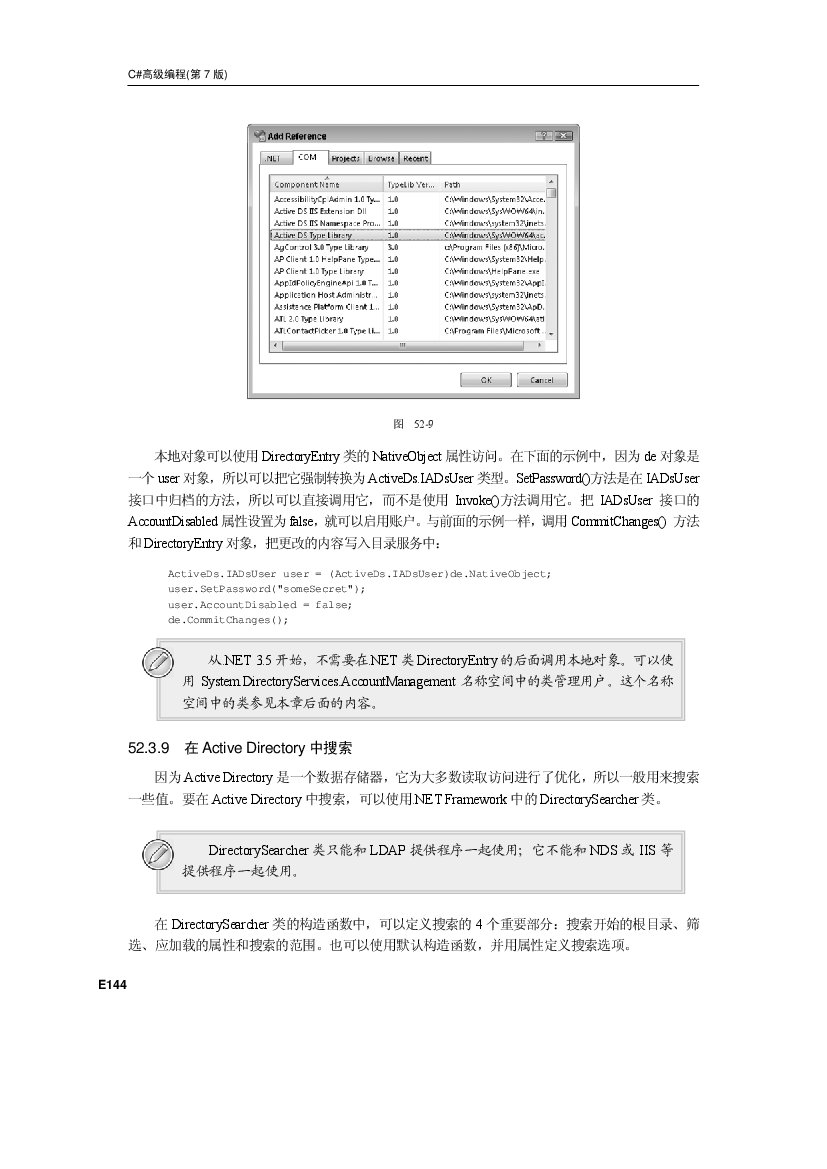 C#高级编程(第 7 版)
Add Reference
.NET COM Projects Browse Recent
Component Name TypeLib Ver... Path
AccessibilityCplAdmin 1.0 Ty... 1.0 C:\Windows\System32\Acce.
Active DS IIS Extension Dll 1.0 C:\Windows\SysWOW64\in.
Active DS IIS Namespace Pro... 1.0 C:\Windows\system32\inets.
Active DS Type Library 1.0 C:\Windows\SysWOW64\ac.
AgControl 3.0 Type Library 3.0 c:\Program Files (x86)\Micro.
AP Client 1.0 HelpPane Type... 1.0 C:\Windows\System32\Help.
AP Client 1.0 Type Library 1.0 C:\Windows\HelpPane.exe
AppIdPolicyEngineApi 1.0 T... 1.0 C:\Windows\System32\AppI.
Application Host Administr... 1.0 C:\Windows\system32\inets.
Assistance Platform Client 1... 1.0 C:\Windows\System32\ApD.
ATL 2.0 Type Library 1.0 C:\Windows\SysWOW64\atl
ATLContactPicker 1.0 Type Li... 1.0 C:\Program Files\Microsoft .
OK Cancel
图 52-9
本地对象可以使用 DirectoryEntry 类的 NativeObject 属性访问。在下面的示例中，因为 de 对象是
一个 user 对象，所以可以把它强制转换为 ActiveDs.IADsUser 类型。SetPassword()方法是在 IADsUser
接口中归档的方法，所以可以直接调用它，而不是使用 Invoke()方法调用它。把 IADsUser 接口的
AccountDisabled 属性设置为 false，就可以启用账户。与前面的示例一样，调用 CommitChanges() 方法
和 DirectoryEntry 对象，把更改的内容写入目录服务中：
ActiveDs.IADsUser user = (ActiveDs.IADsUser)de.NativeObject;
user.SetPassword("someSecret");
user.AccountDisabled = false;
de.CommitChanges();
从.NET 3.5 开始，不需要在.NET 类 DirectoryEntry 的后面调用本地对象。可以使
用 System.DirectoryServices.AccountManagement 名称空间中的类管理用户。这个名称
空间中的类参见本章后面的内容。
52.3.9 在 Active Directory 中搜索
因为 Active Directory 是一个数据存储器，它为大多数读取访问进行了优化，所以一般用来搜索
一些值。要在 Active Directory 中搜索，可以使用.NET Framework 中的 DirectorySearcher 类。
DirectorySearcher 类只能和 LDAP 提供程序一起使用；它不能和 NDS 或 IIS 等
提供程序一起使用。
在 DirectorySearcher 类的构造函数中，可以定义搜索的 4 个重要部分：搜索开始的根目录、筛
选、应加载的属性和搜索的范围。也可以使用默认构造函数，并用属性定义搜索选项。
E144